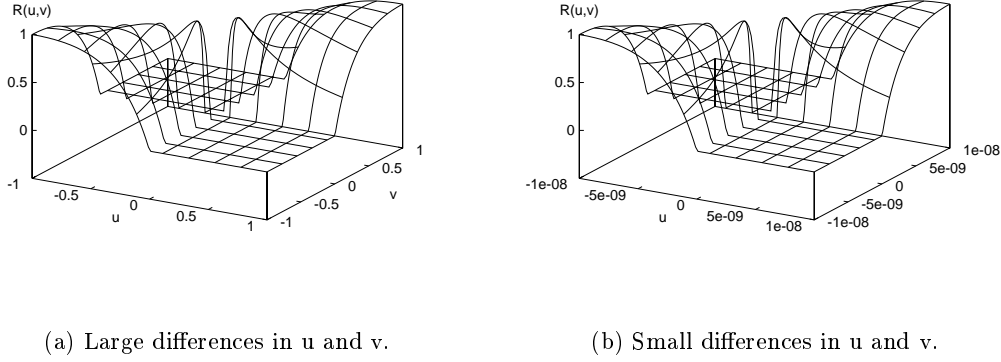 R(u,v)
1
0.5
0
-1
-0.5
0
0.5
1
u
-1
-0.5
0
0.5
1
v
(a) Large differences in u and v.
R(u,v)
1
0.5
0
-1e-08
-5e-09
0
5e-09
1e-08
u
-1e-08
-5e-09
0
5e-09
1e-08
(b) Small differences in u and v.